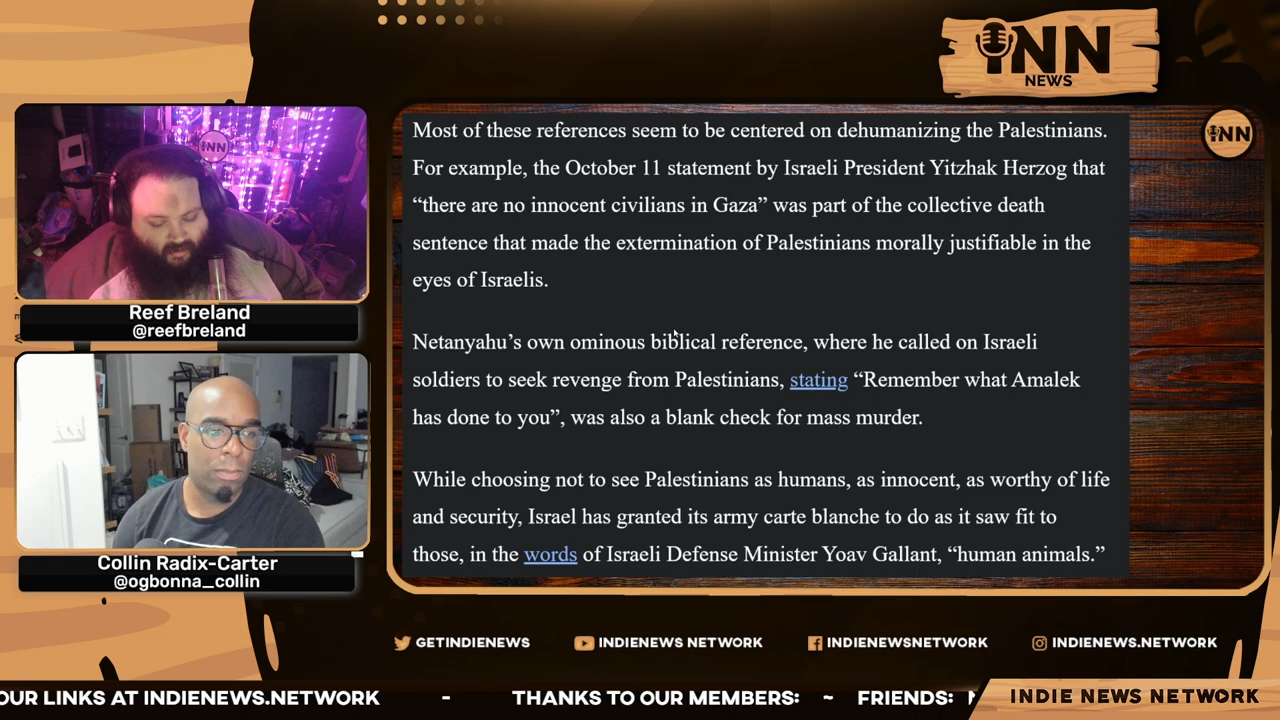 iNN
NEWS
iNN
Most of these references seem to be centered on dehumanizing the Palestinians.
For example, the October 11 statement by Israeli President Yitzhak Herzog that
“there are no innocent civilians in Gaza” was part of the collective death
sentence that made the extermination of Palestinians morally justifiable in the
eyes of Israelis.
Netanyahu’s own ominous biblical reference, where he called on Israeli
soldiers to seek revenge from Palestinians, stating “Remember what Amalek
has done to you”, was also a blank check for mass murder.
While choosing not to see Palestinians as humans, as innocent, as worthy of life
and security, Israel has granted its army carte blanche to do as it saw fit to
those, in the words of Israeli Defense Minister Yoav Gallant, “human animals.”
Reef Breland
@reefbreland
Collin Radix-Carter
@ogbonna_collin
GETINDIENEWS
INDIENEWS NETWORK
INDIENEWSNETWORK
INDIENEWS.NETWORK
OUR LINKS AT INDIENEWS.NETWORK - THANKS TO OUR MEMBERS: ~ FRIENDS:
INDIE NEWS NETWORK